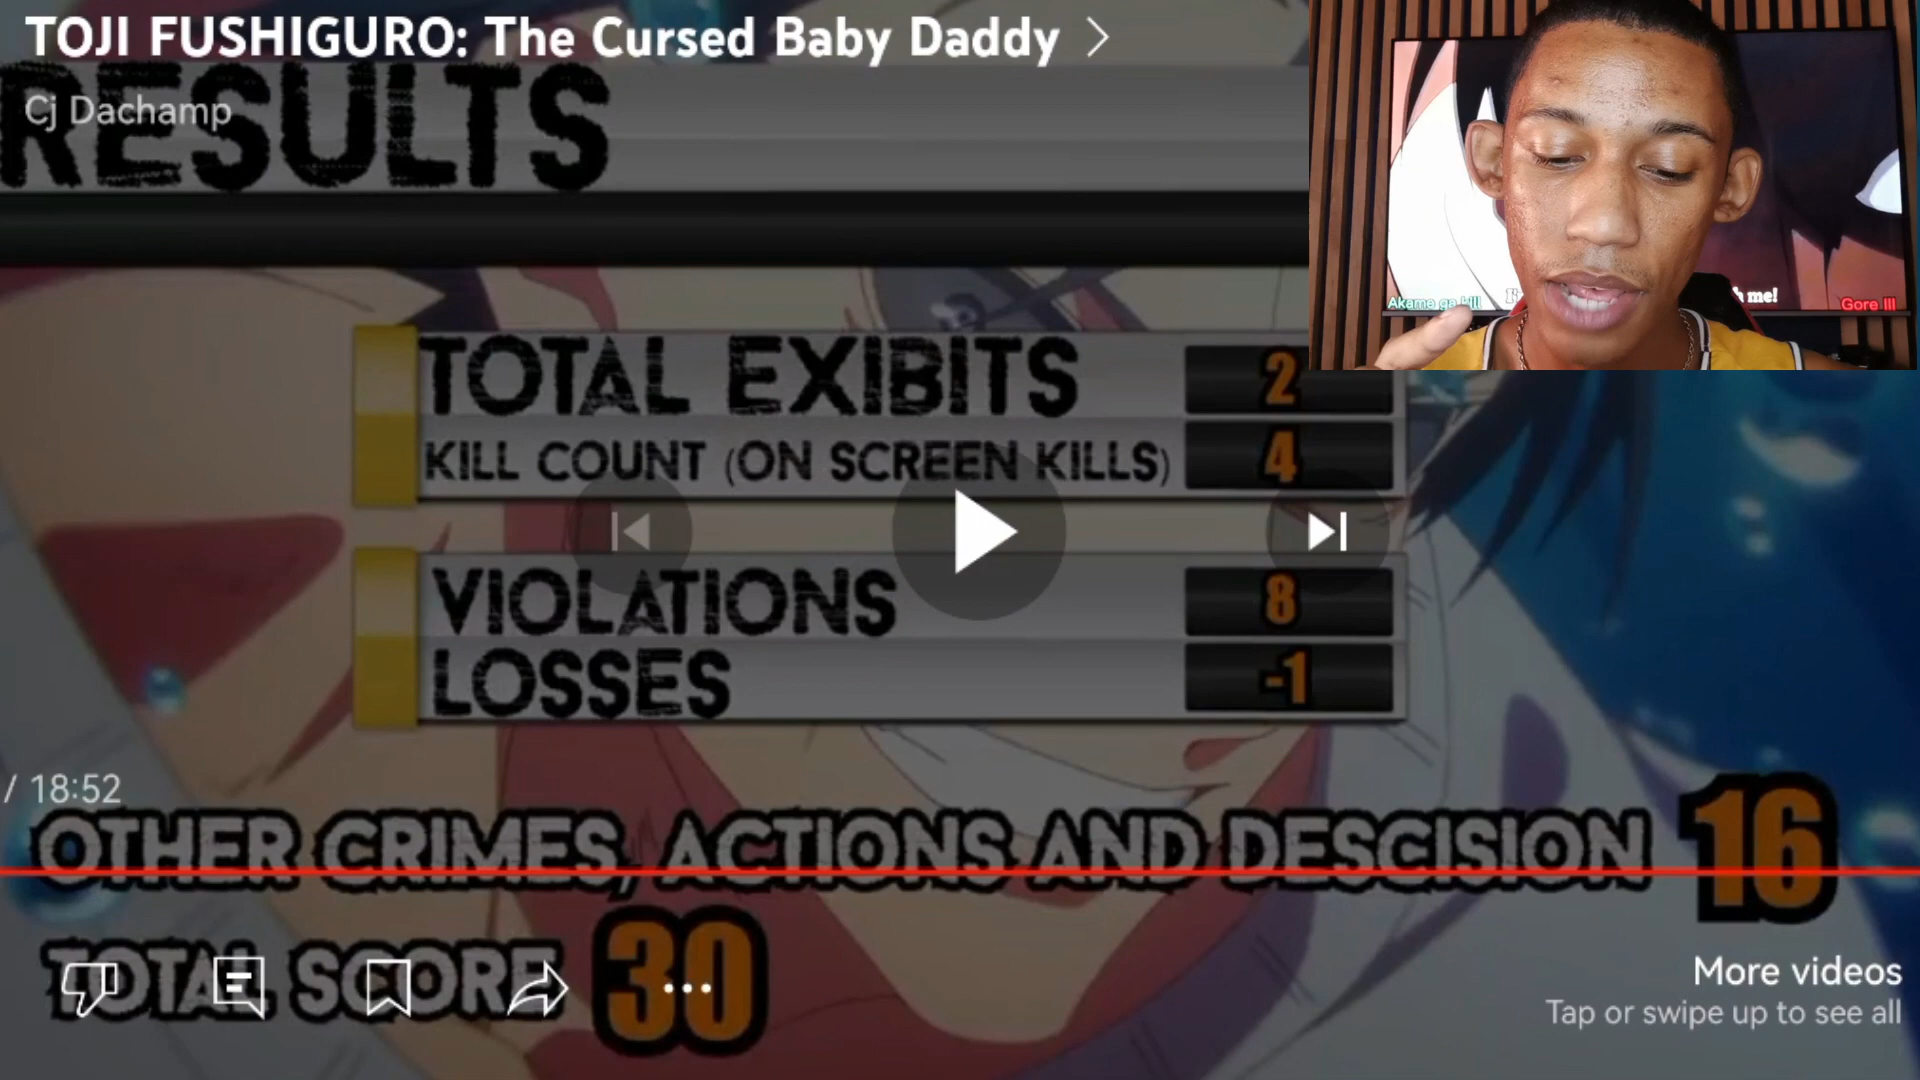 TOJI FUSHIGURO: The Cursed Baby Daddy
Cj Dachamp
RESULTS
Akame ga kill
me!
Gore III
TOTAL EXIBITS 2
KILL COUNT (ON SCREEN KILLS) 4
VIOLATIONS 8
LOSSES -1
/ 18:52
OTHER CRIMES, ACTIONS AND DESCISION 16
TOTAL SCORE 30
More videos
Tap or swipe up to see all